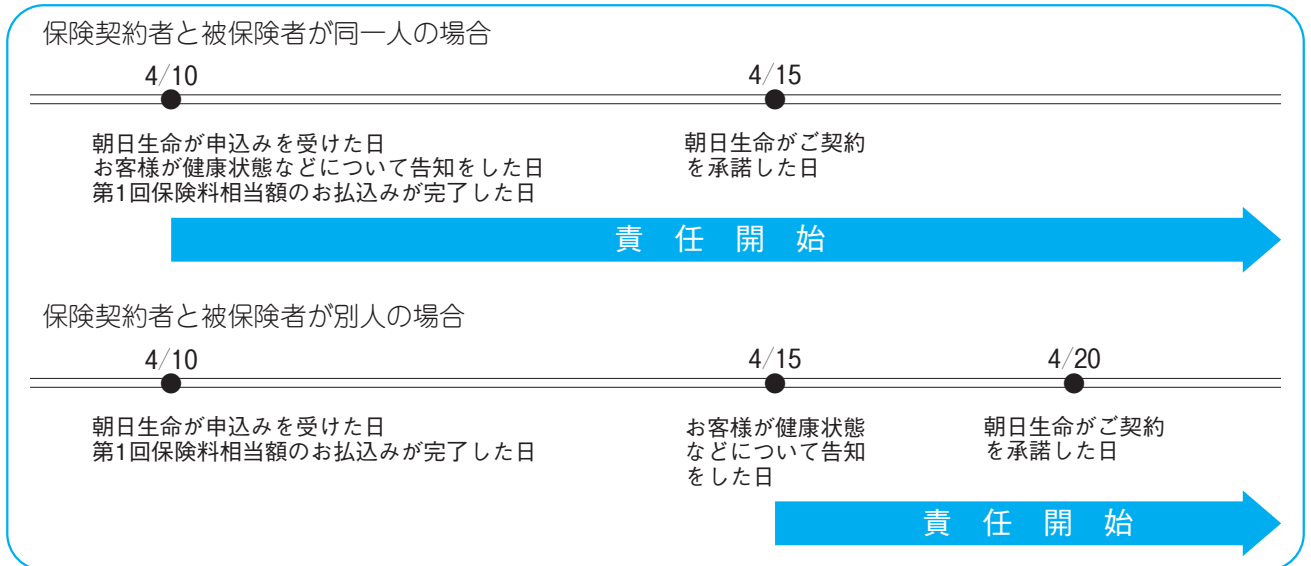 保険契約者と被保険者が同一人の場合
4/10
4/15
朝日生命が申込みを受けた日
お客様が健康状態などについて告知をした日
第1回保険料相当額のお払込みが完了した日
朝日生命がご契約
を承諾した日
責任開始
保険契約者と被保険者が別人の場合
4/10
4/15
4/20
朝日生命が申込みを受けた日
第1回保険料相当額のお払込みが完了した日
お客様が健康状態
などについて告知
をした日
朝日生命がご契約
を承諾した日
責任開始